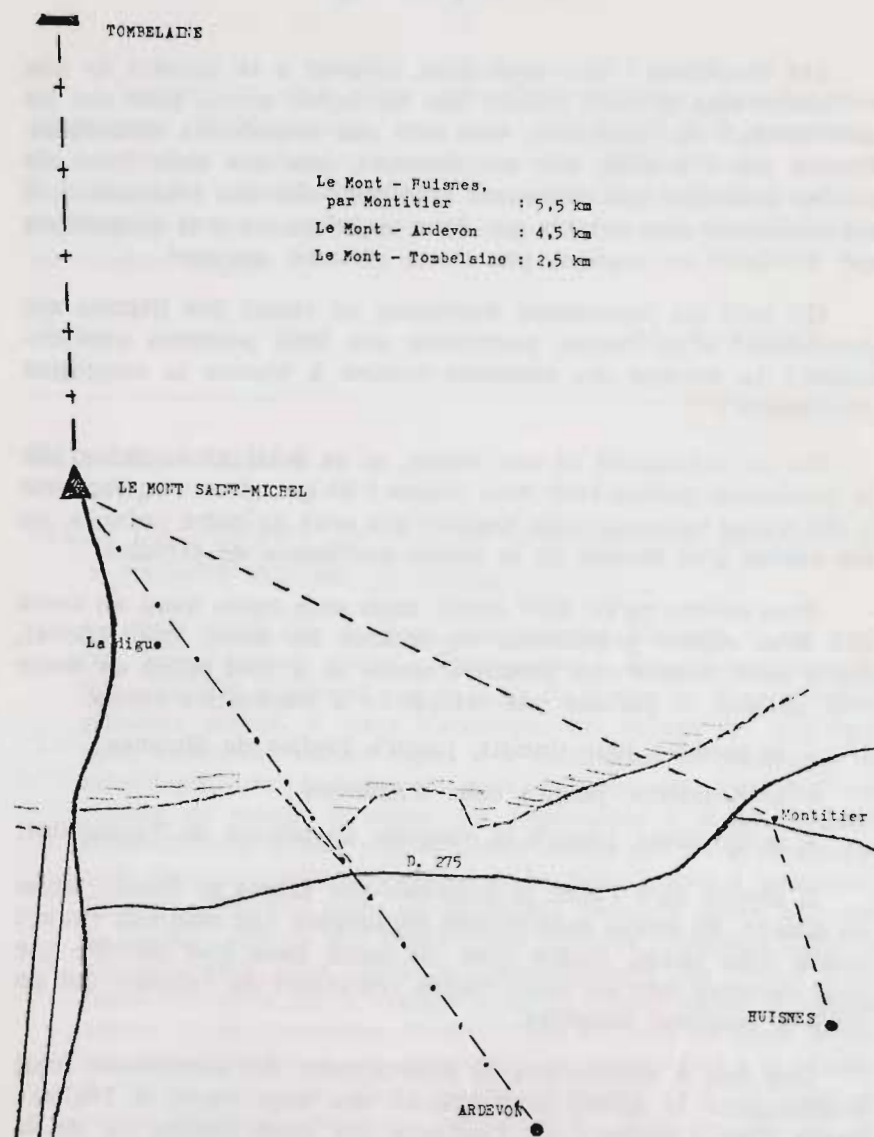 TOMBELAINE
Le Mont - Huisnes,
par Montitier : 5,5 km
Le Mont - Ardevon : 4,5 km
Le Mont - Tombelaine : 2,5 km
LE MONT SAINT-MICHEL
La digue
Montitier
D. 275
HUISNES
ARDEVON